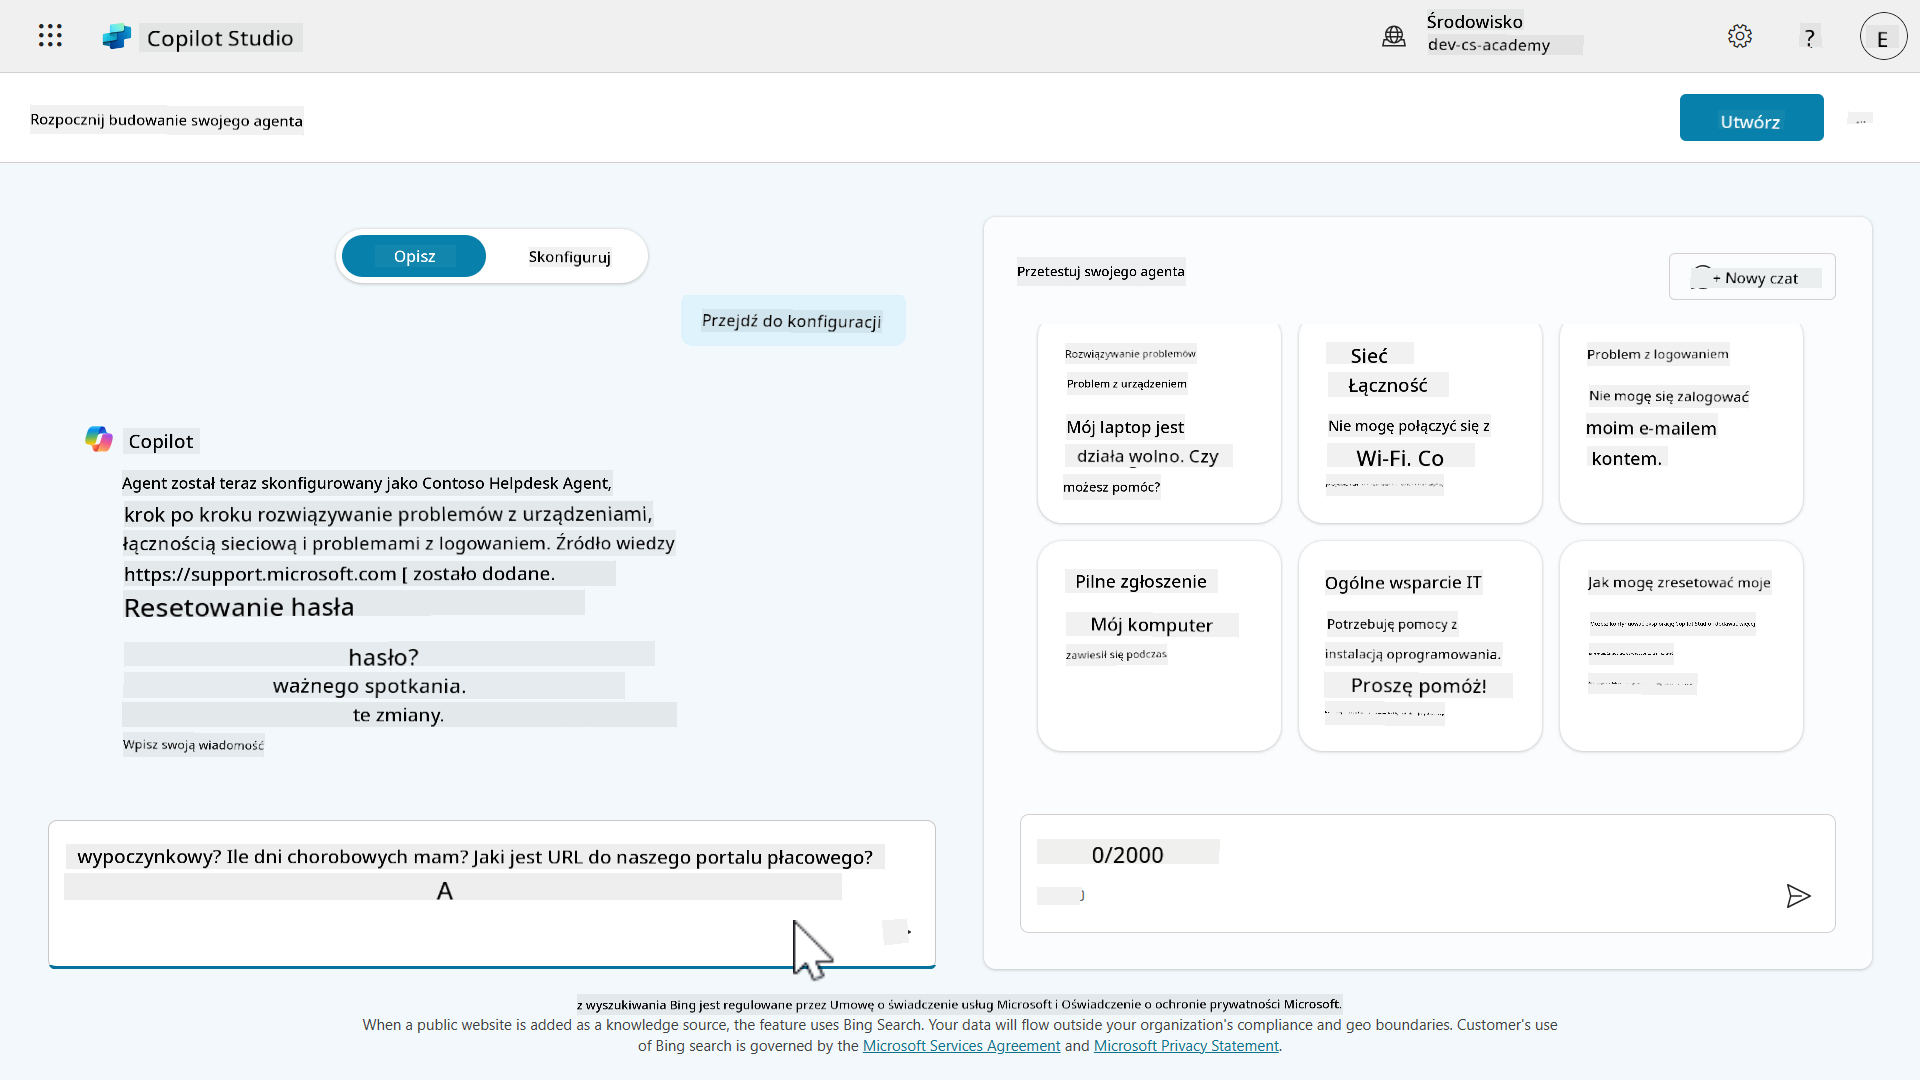 Copilot Studio
Środowisko
dev-cs-academy
?
E
Rozpocznij budowanie swojego agenta
Utwórz
Opisz
Skonfiguruj
Przejdź do konfiguracji
Copilot
Agent został teraz skonfigurowany jako Contoso Helpdesk Agent,
krok po kroku rozwiązywanie problemów z urządzeniami,
łącznością sieciową i problemami z logowaniem. Źródło wiedzy
https://support.microsoft.com [ zostało dodane.
Resetowanie hasła
hasło?
ważnego spotkania.
te zmiany.
Wpisz swoją wiadomość
wypoczynkowy? Ile dni chorobowych mam? Jaki jest URL do naszego portalu płacowego?
A
Przetestuj swojego agenta
+ Nowy czat
Rozwiązywanie problemów
Problem z urządzeniem
Mój laptop jest
działa wolno. Czy
możesz pomóc?
Sieć
Łączność
Nie mogę połączyć się z
Wi-Fi. Co
Problem z logowaniem
Nie mogę się zalogować
moim e-mailem
kontem.
Pilne zgłoszenie
Mój komputer
zawiesił się podczas
Ogólne wsparcie IT
Potrzebuję pomocy z
instalacją oprogramowania.
Proszę pomóż!
Jak mogę zresetować moje
0/2000
z wyszukiwania Bing jest regulowane przez Umowę o świadczenie usług Microsoft i Oświadczenie o ochronie prywatności Microsoft.
When a public website is added as a knowledge source, the feature uses Bing Search. Your data will flow outside your organization's compliance and geo boundaries. Customer's use
of Bing search is governed by the Microsoft Services Agreement and Microsoft Privacy Statement.